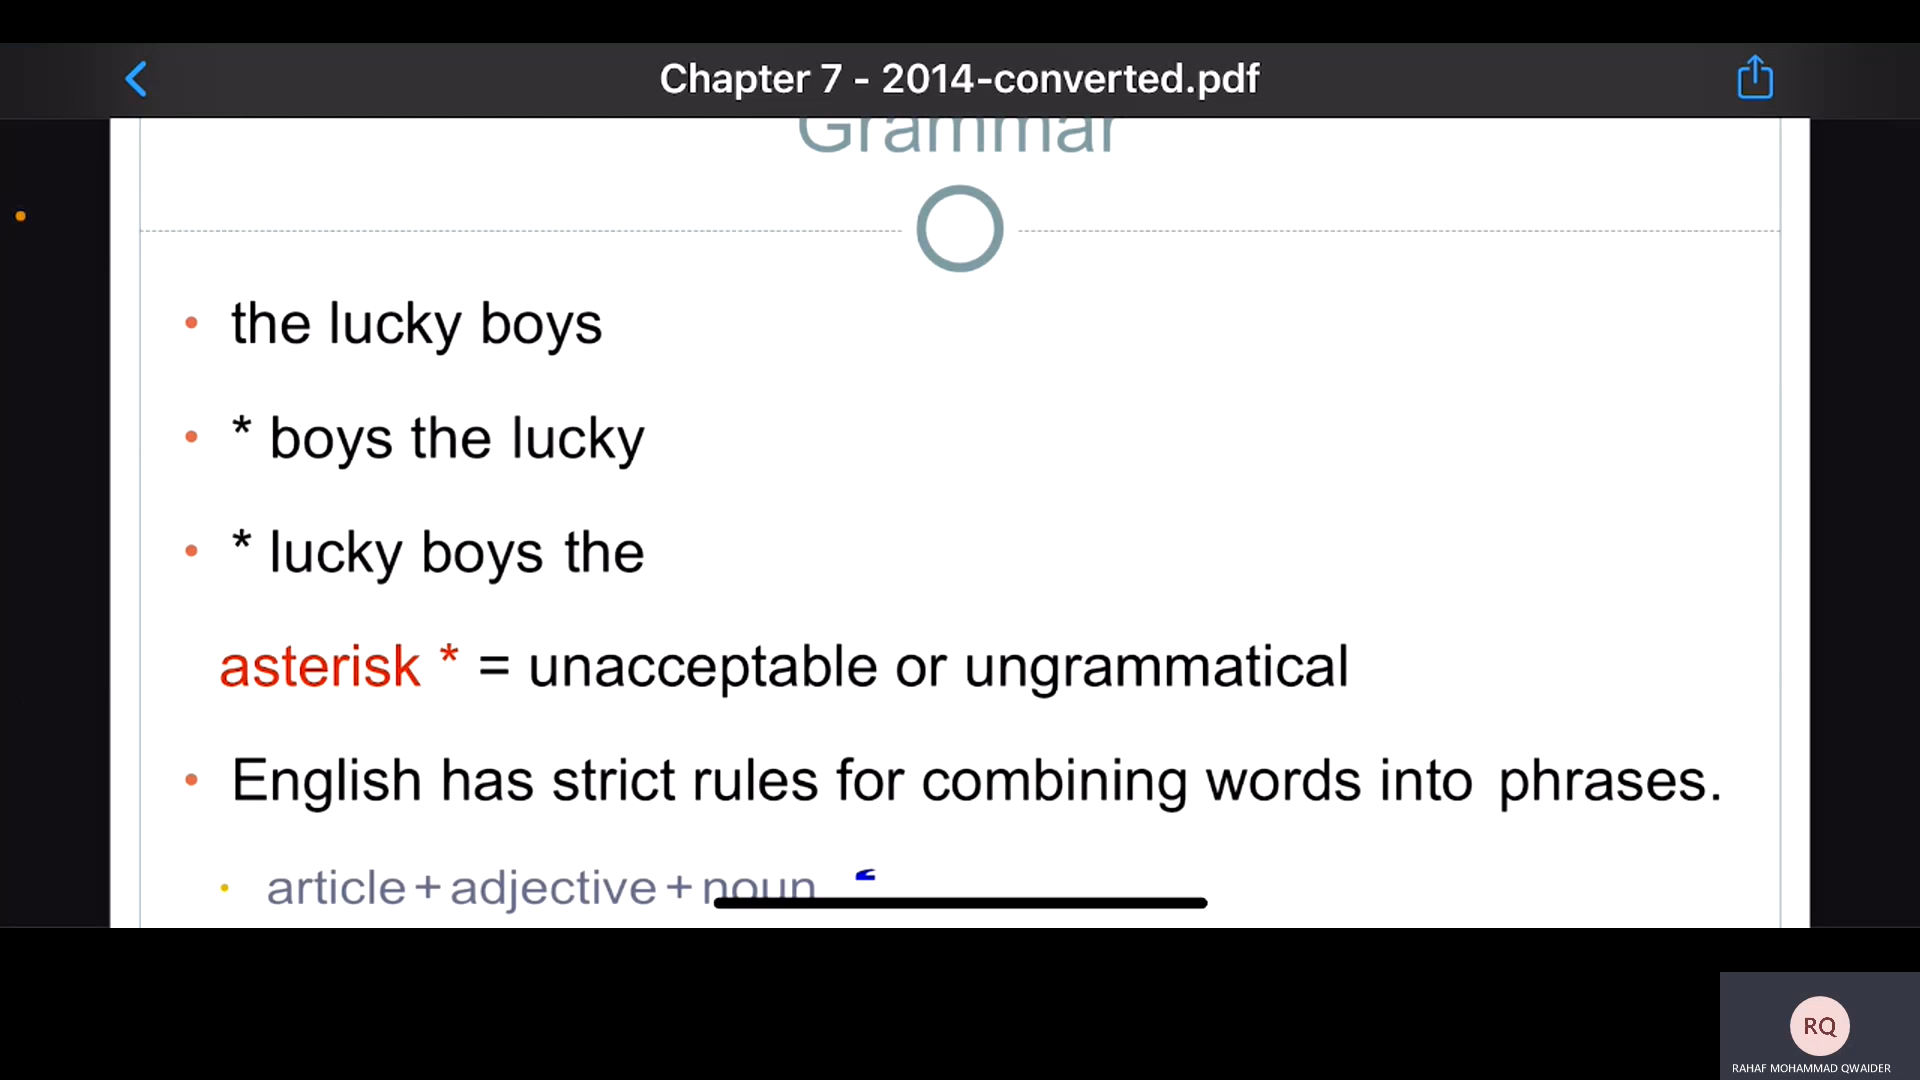 Chapter 7 - 2014-converted.pdf
Grammar
• the lucky boys
• * boys the lucky
• * lucky boys the
asterisk * = unacceptable or ungrammatical
• English has strict rules for combining words into phrases.
• article + adjective + noun
RQ
RAHAF MOHAMMAD QWAIDER